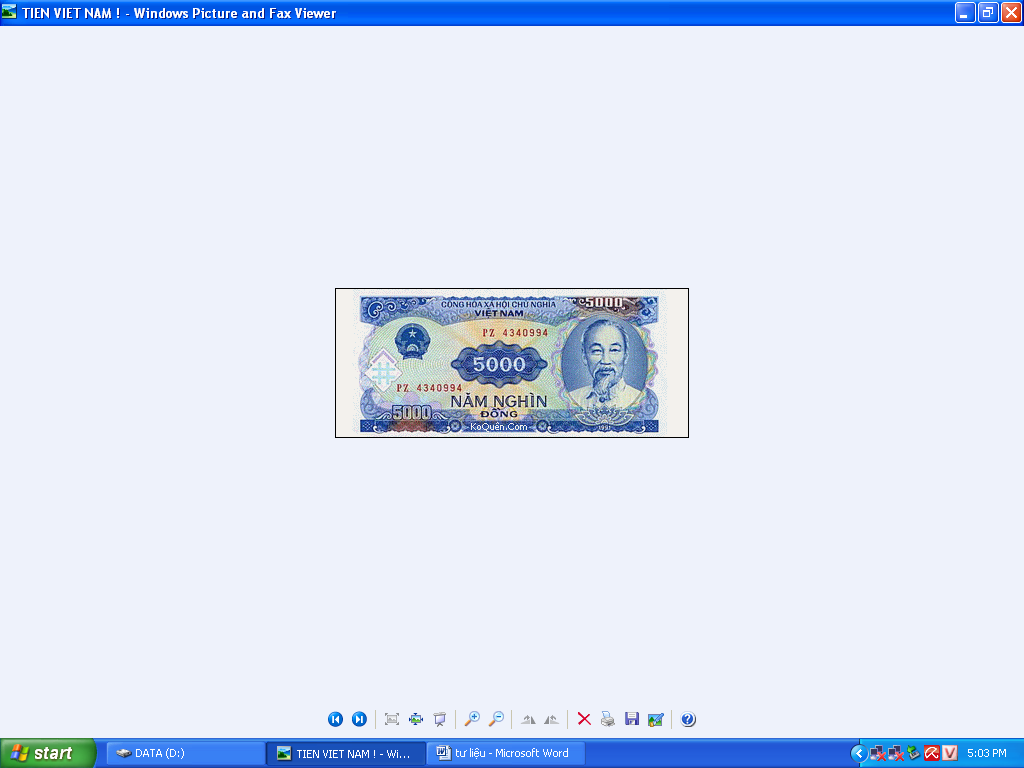 TIEN VIET NAM ! - Windows Picture and Fax Viewer
CỘNG HÒA XÃ HỘI CHỦ NGHĨA
VIỆT NAM
5000
PZ 4340994
5000
PZ 4340994
NĂM NGHÌN
5000
ĐỒNG
KoQuên.Com
1991
start
DATA (D:)
TIEN VIET NAM ! - Wi...
tư liệu - Microsoft Word
5:03 PM